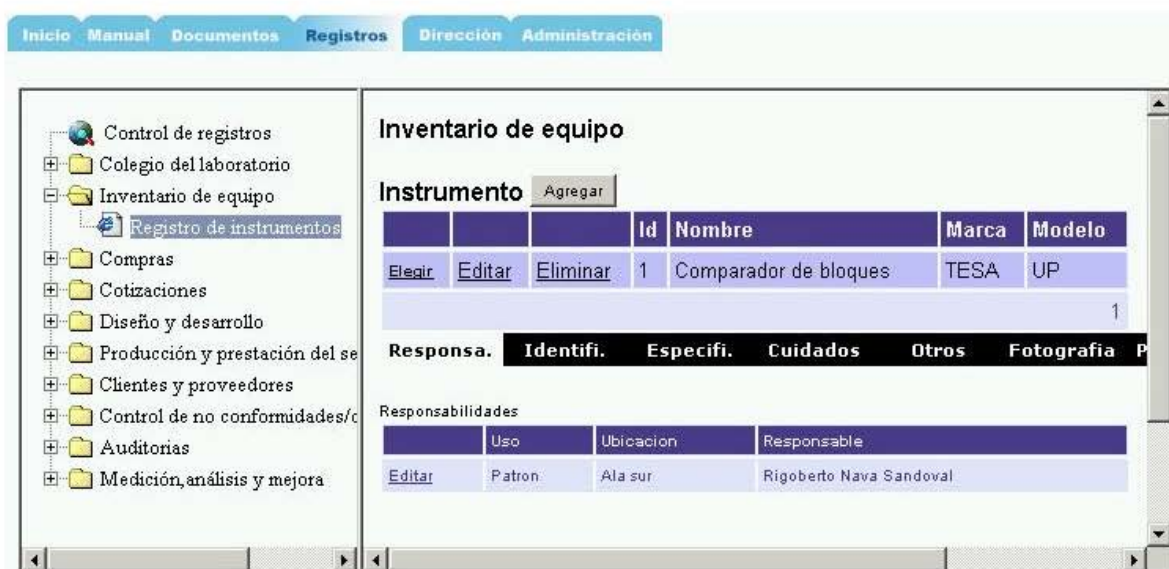 Inicio Manual Documentos Registros Dirección Administración
Control de registros
Colegio del laboratorio
Inventario de equipo
Registro de instrumentos
Compras
Cotizaciones
Diseño y desarrollo
Producción y prestación del se
Clientes y proveedores
Control de no conformidades/
Auditorias
Medición,análisis y mejora
Inventario de equipo
Instrumento Agregar
Id Nombre Marca Modelo
Elegir Editar Eliminar 1 Comparador de bloques TESA UP
1
Responsa. Identifi. Especifi. Cuidados Otros Fotografia P
Responsabilidades
Uso Ubicacion Responsable
Editar Patron Ala sur Rigoberto Nava Sandoval